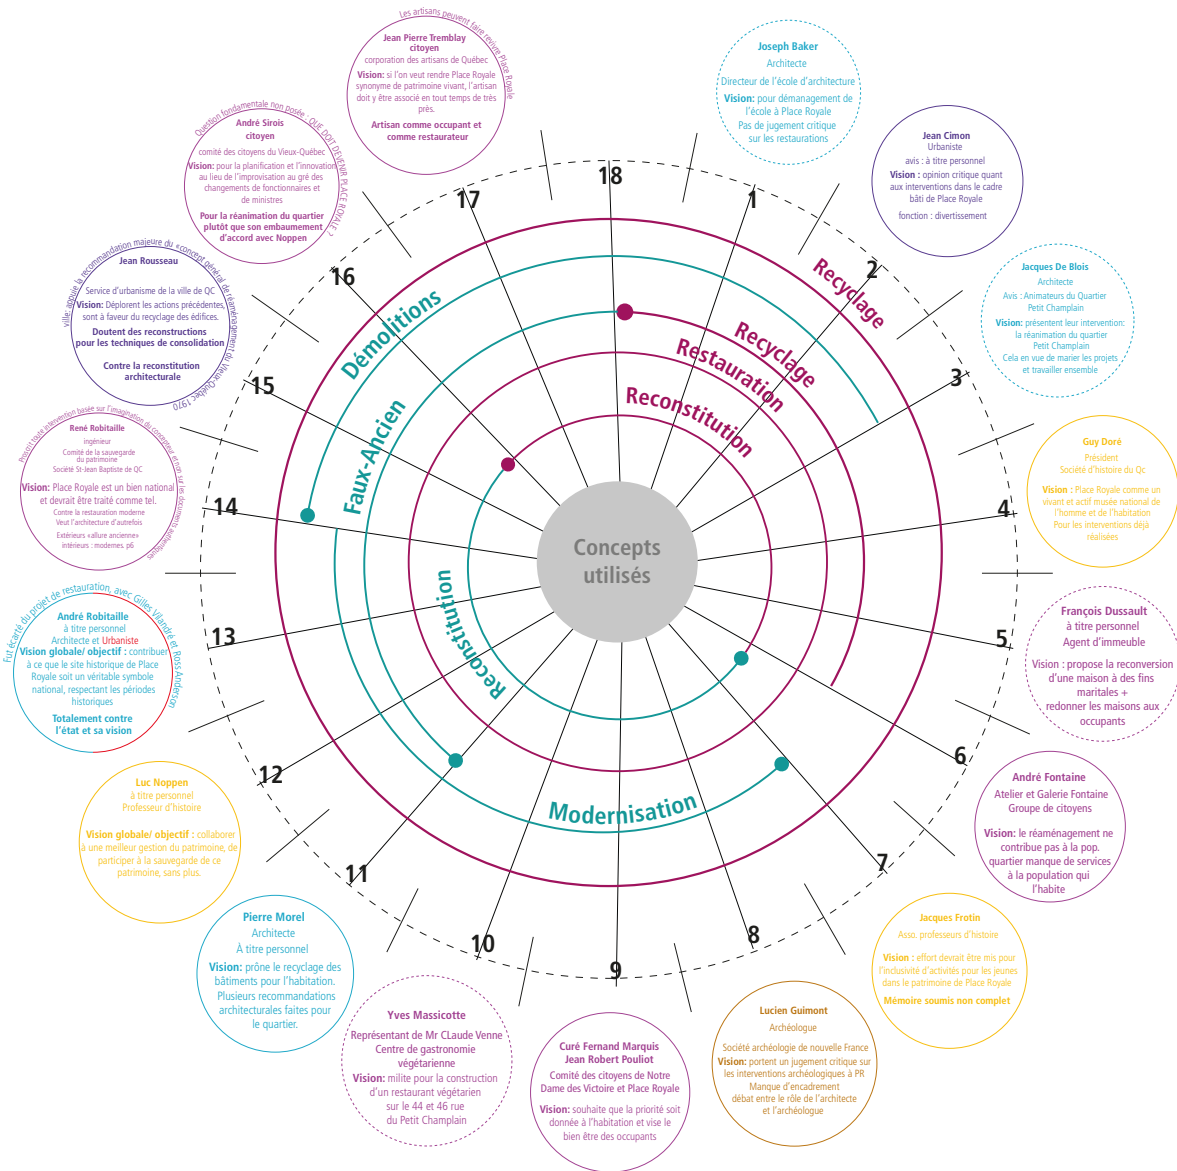 Les artisans peuvent faire revivre Place Royale
Jean Pierre Tremblay
citoyen
corporation des artisans de Québec
Vision: si l'on veut rendre Place Royale
synonyme de patrimoine vivant, l'artisan
doit y être associé en tout temps de très
près.
Artisan comme occupant et
comme restaurateur
Joseph Baker
Architecte
Directeur de l'école d'architecture
Vision: pour démanagement de
l'école à Place Royale
Pas de jugement critique
sur les restaurations
Question fondamentale non posée : QUE DOIT DEVENIR PLACE ROYALE ?
André Sirois
citoyen
comité des citoyens du Vieux-Québec
Vision: pour la planification et l'innovation
au lieu de l'improvisation au gré des
changements de fonctionnaires et
de ministres
Pour la réanimation du quartier
plutôt que son embaumement
d'accord avec Noppen
Jean Cimon
Urbaniste
avis : à titre personnel
Vision : opinion critique quant
aux interventions dans le cadre
bâti de Place Royale
fonction : divertissement
ville: appuie la recommandation majeure du «concept général de réaménagement du Vieux-Québec 1970
Jean Rousseau
Service d'urbanisme de la ville de QC
Vision: Déplorent les actions précédentes,
sont à faveur du recyclage des édifices.
Doutent des reconstructions
pour les techniques de consolidation
Contre la reconstitution
architecturale
Jacques De Blois
Architecte
Avis : Animateurs du Quartier
Petit Champlain
Vision: présentent leur intervention:
la réanimation du quartier
Petit Champlain
Cela en vue de marier les projets
et travailler ensemble
Proscrit toute intervention basée sur l'imagination du concepteur et non sur les documents authentiques
René Robitaille
ingénieur
Comité de la sauvegarde
du patrimoine
Société St-Jean Baptiste de QC
Vision: Place Royale est un bien national
et devrait être traité comme tel.
Contre la restauration moderne
Veut l'architecture d'autrefois
Extérieurs «allure ancienne»
intérieurs : modernes. p6
Guy Doré
Président
Société d'histoire du Qc
Vision : Place Royale comme un
vivant et actif musée national de
l'homme et de l'habitation
Pour les interventions déjà
réalisées
Fut écarté du projet de restauration, avec Gilles Vilandré et Ross Anderson
André Robitaille
à titre personnel
Architecte et Urbaniste
Vision globale/ objectif : contribuer
à ce que le site historique de Place
Royale soit un véritable symbole
national, respectant les périodes
historiques
Totalement contre
l'état et sa vision
François Dussault
à titre personnel
Agent d'immeuble
Vision : propose la reconversion
d'une maison à des fins
maritales +
redonner les maisons aux
occupants
Luc Noppen
à titre personnel
Professeur d'histoire
Vision globale/ objectif : collaborer
à une meilleur gestion du patrimoine, de
participer à la sauvegarde de ce
patrimoine, sans plus.
André Fontaine
Atelier et Galerie Fontaine
Groupe de citoyens
Vision: le réaménagement ne
contribue pas à la pop.
quartier manque de services
à la population qui
l'habite
Pierre Morel
Architecte
À titre personnel
Vision: prône le recyclage des
bâtiments pour l'habitation.
Plusieurs recommandations
architecturales faites pour
le quartier.
Jacques Frotin
Asso. professeurs d'histoire
Vision : effort devrait être mis pour
l'inclusivité d'activités pour les jeunes
dans le patrimoine de Place Royale
Mémoire soumis non complet
Yves Massicotte
Représentant de Mr CLaude Venne
Centre de gastronomie
végétarienne
Vision: milite pour la construction
d'un restaurant végétarien
sur le 44 et 46 rue
du Petit Champlain
Curé Fernand Marquis
Jean Robert Pouliot
Comité des citoyens de Notre
Dame des Victoire et Place Royale
Vision: souhaite que la priorité soit
donnée à l'habitation et vise le
bien être des occupants
Lucien Guimont
Archéologue
Société archéologie de nouvelle France
Vision: portent un jugement critique sur
les interventions archéologiques à PR
Manque d'encadrement
débat entre le rôle de l'architecte
et l'archéologue
18
1
2
3
4
5
6
7
8
9
10
11
12
13
14
15
16
17
Démolitions
Faux-Ancien
Reconstitution
Modernisation
Recyclage
Recyclage
Restauration
Reconstitution
Concepts
utilisés